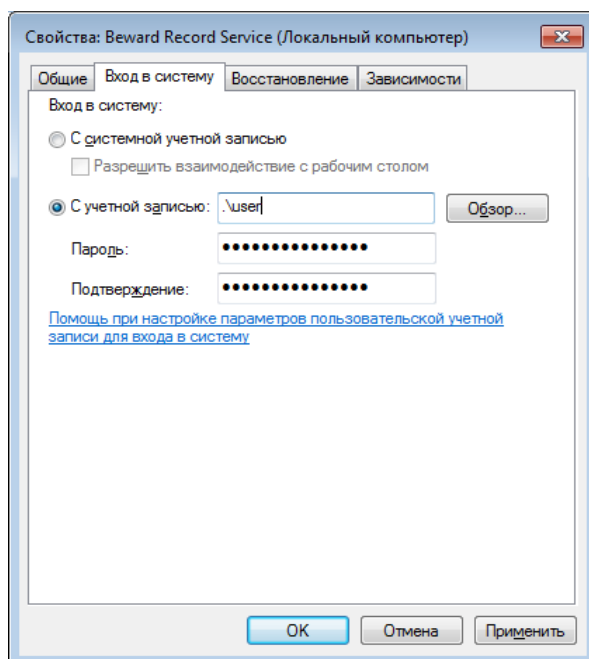 Свойства: Beward Record Service (Локальный компьютер)
Общие Вход в систему Восстановление Зависимости
Вход в систему:
С системной учетной записью
Разрешить взаимодействие с рабочим столом
С учетной записью: .\user Обзор...
Пароль: •••••••••••••••
Подтверждение: •••••••••••••••
Помощь при настройке параметров пользовательской учетной
записи для входа в систему
OK Отмена Применить